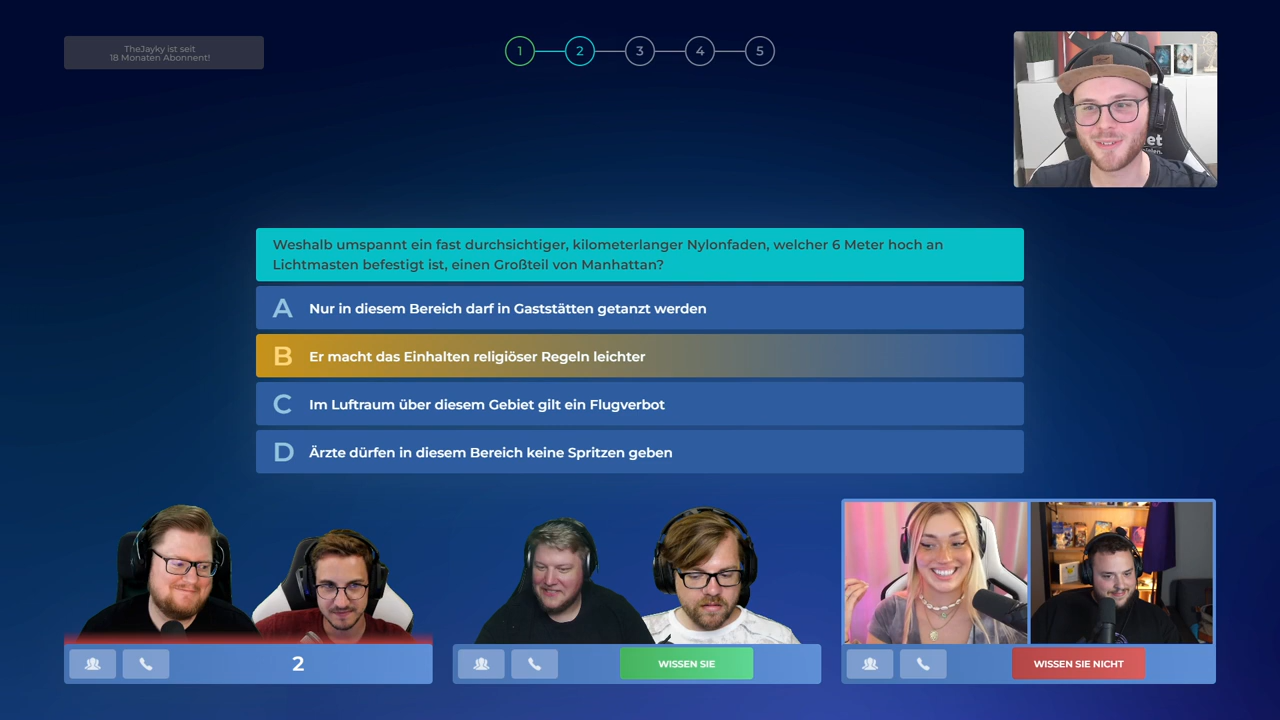 TheJayky ist seit
18 Monaten Abonnent!
1 2 3 4 5
et
Weshalb umspannt ein fast durchsichtiger, kilometerlanger Nylonfaden, welcher 6 Meter hoch an
Lichtmasten befestigt ist, einen Großteil von Manhattan?
A Nur in diesem Bereich darf in Gaststätten getanzt werden
B Er macht das Einhalten religiöser Regeln leichter
C Im Luftraum über diesem Gebiet gilt ein Flugverbot
D Ärzte dürfen in diesem Bereich keine Spritzen geben
2
WISSEN SIE
WISSEN SIE NICHT